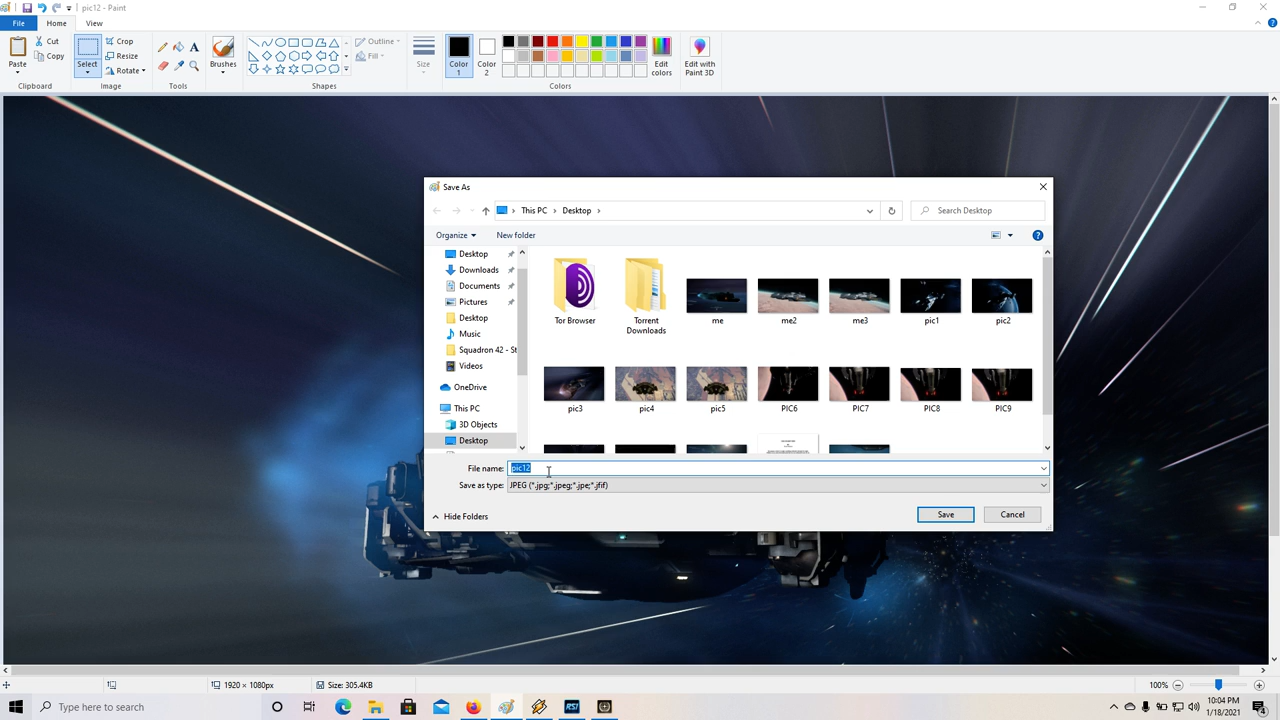 pic12 - Paint
File
Home
View
Paste
Cut
Copy
Clipboard
Select
Crop
Resize
Rotate
Image
Tools
Brushes
Outline
Fill
Shapes
Size
Color 1
Color 2
Edit colors
Colors
Edit with Paint 3D
Save As
This PC
Desktop
Search Desktop
Organize
New folder
Desktop
Downloads
Documents
Pictures
Desktop
Music
Squadron 42 - St
Videos
OneDrive
This PC
3D Objects
Desktop
Tor Browser
Torrent Downloads
me
me2
me3
pic1
pic2
pic3
pic4
pic5
PIC6
PIC7
PIC8
PIC9
File name: pic12
Save as type: JPEG (*.jpg;*.jpeg;*.jpe;*.jfif)
Hide Folders
Save
Cancel
1920 × 1080px
Size: 305.4KB
100%
Type here to search
RSI
10:04 PM
1/18/2021
4